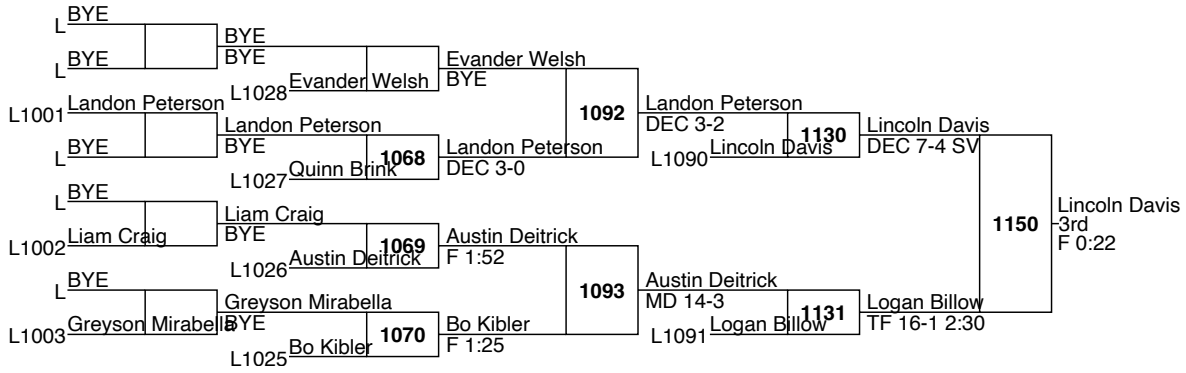 BYE
L
BYE
L
BYE
BYE
Evander Welsh
L1028
Evander Welsh
BYE
L1001
Landon Peterson
BYE
L
Landon Peterson
BYE
1068
Quinn Brink
L1027
Landon Peterson
DEC 3-0
1092
Landon Peterson
DEC 3-2
1130
L1090
Lincoln Davis
Lincoln Davis
DEC 7-4 SV
BYE
L
Liam Craig
L1002
Liam Craig
BYE
1069
Austin Deitrick
L1026
Austin Deitrick
F 1:52
BYE
L
Greyson Mirabella
L1003
Greyson Mirabella
BYE
1070
Bo Kibler
L1025
Bo Kibler
F 1:25
1093
Austin Deitrick
MD 14-3
1131
L1091
Logan Billow
Logan Billow
TF 16-1 2:30
1150
Lincoln Davis
3rd
F 0:22